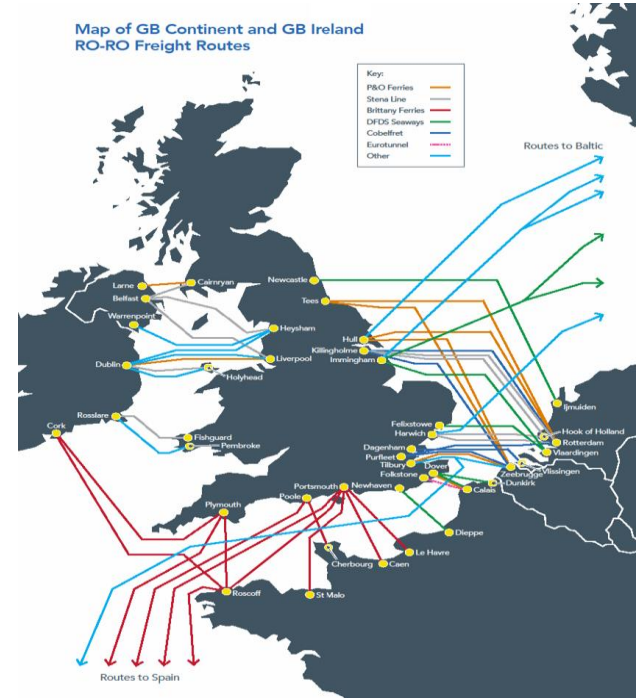 Map of GB Continent and GB Ireland
RO-RO Freight Routes
Key:
P&O Ferries
Stena Line
Brittany Ferries
DFDS Seaways
Cobelfret
Eurotunnel
Other
Routes to Baltic
Larne
Cairnryan
Newcastle
Belfast
Tees
Warrenpoint
Heysham
Hull
Killingholme
Immingham
Liverpool
Dublin
Holyhead
Ijmuiden
Rosslare
Felixstowe
Harwich
Hook of Holland
Cork
Fishguard
Rotterdam
Pembroke
Dagenham
Vlaardingen
Purfleet
Tilbury
Dover
Zeebrugge
Vlissingen
Folkstone
Dunkirk
Portsmouth
Newhaven
Calais
Poole
Plymouth
Dieppe
Le Havre
Cherbourg
Caen
Roscoff
St Malo
Routes to Spain